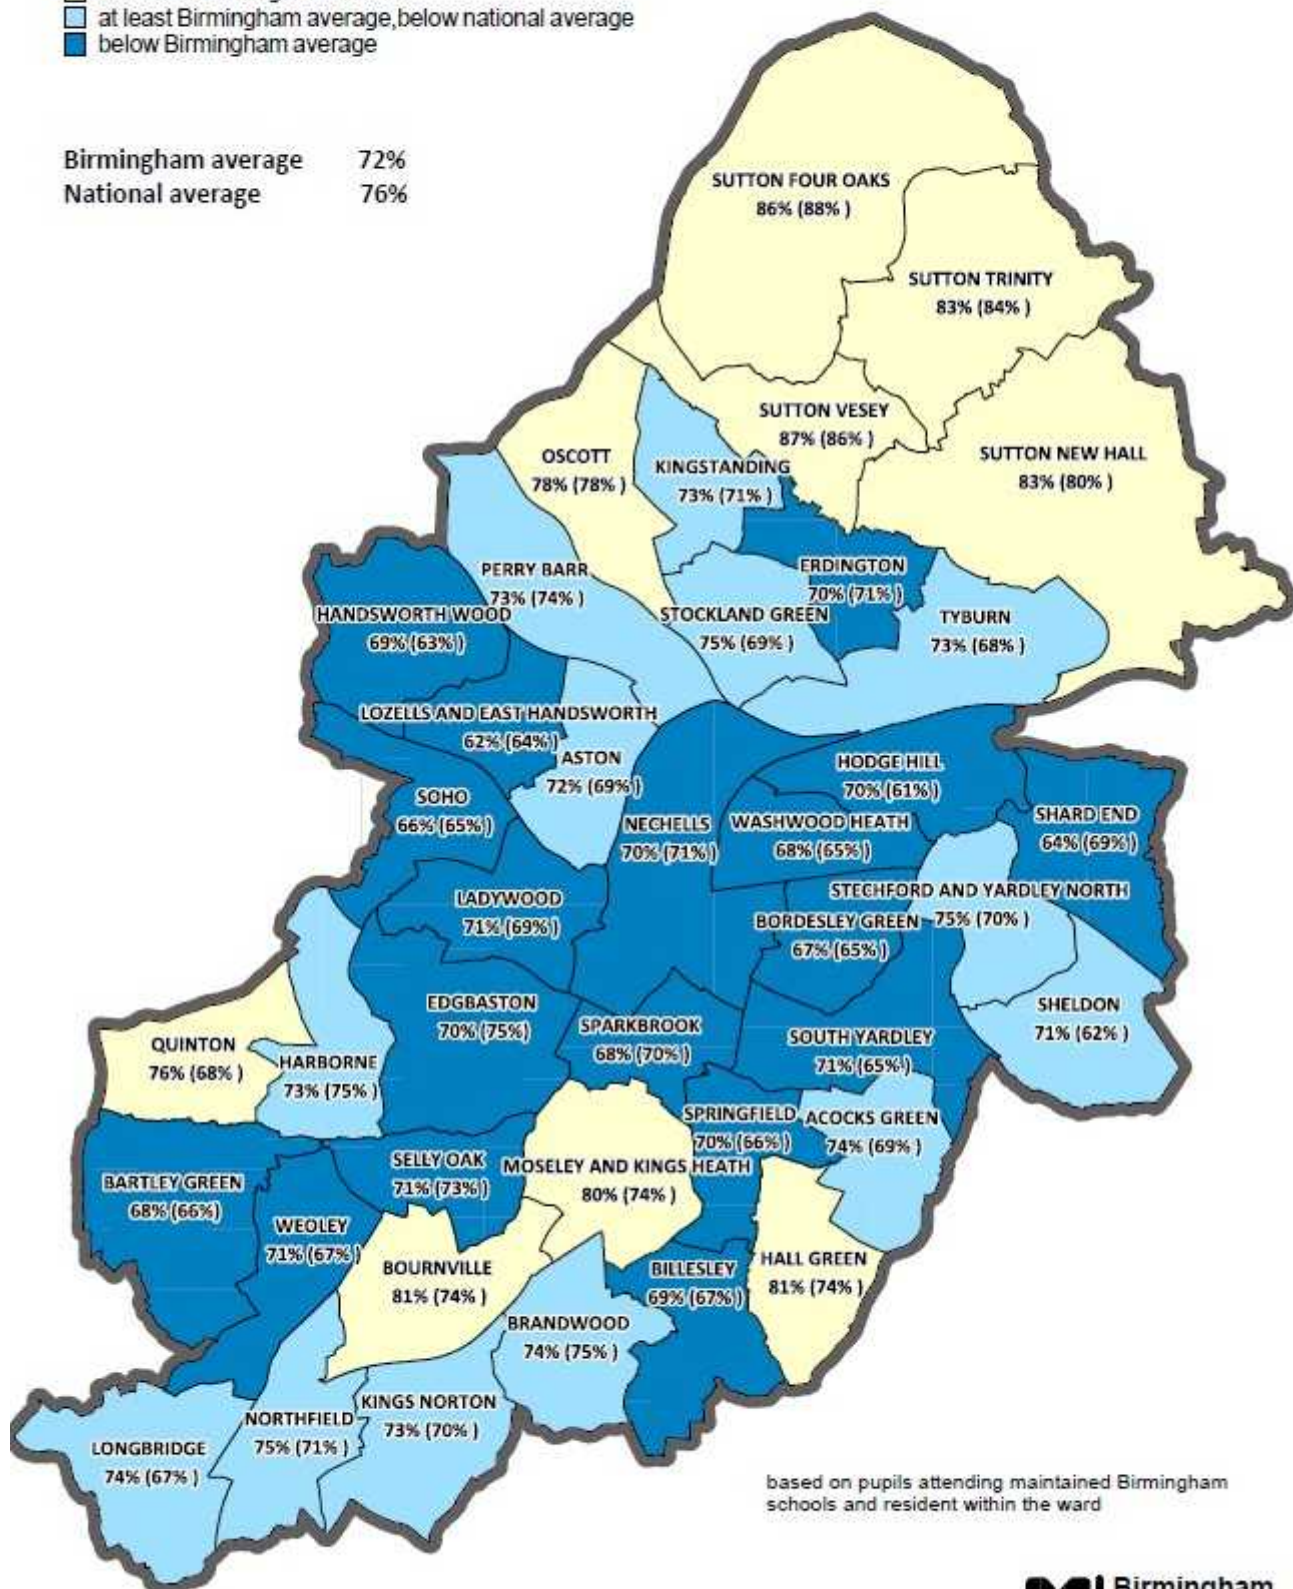 at least Birmingham average, below national average
below Birmingham average
Birmingham average 72%
National average 76%
SUTTON FOUR OAKS
86% (88% )
SUTTON TRINITY
83% (84% )
SUTTON VESEY
87% (86% )
SUTTON NEW HALL
83% (80% )
OSCOTT
78% (78% )
KINGSTANDING
73% (71% )
PERRY BARR
73% (74% )
ERDINGTON
70% (71% )
HANDSWORTH WOOD
69% (63% )
STOCKLAND GREEN
75% (69% )
TYBURN
73% (68% )
LOZELLS AND EAST HANDSWORTH
62% (64% )
ASTON
72% (69% )
HODGE HILL
70% (61% )
SOHO
66% (65% )
NECHELLS
70% (71% )
WASHWOOD HEATH
68% (65% )
SHARD END
64% (69% )
LADYWOOD
71% (69% )
STECHFORD AND YARDLEY NORTH
75% (70% )
BORDESLEY GREEN
67% (65% )
EDGBASTON
70% (75%)
SPARKBROOK
68% (70% )
SHELDON
71% (62% )
QUINTON
76% (68% )
HARBORNE
73% (75% )
SOUTH YARDLEY
71% (65% )
SPRINGFIELD
70% (66% )
ACOCKS GREEN
74% (69% )
BARTLEY GREEN
68% (66%)
SELLY OAK
71% (73% )
MOSELEY AND KINGS HEATH
80% (74% )
WEOLEY
71% (67% )
BOURNVILLE
81% (74% )
BILLESLEY
69% (67% )
HALL GREEN
81% (74% )
BRANDWOOD
74% (75% )
KINGS NORTON
73% (70% )
NORTHFIELD
75% (71% )
LONGBRIDGE
74% (67% )
based on pupils attending maintained Birmingham
schools and resident within the ward
Birmingham